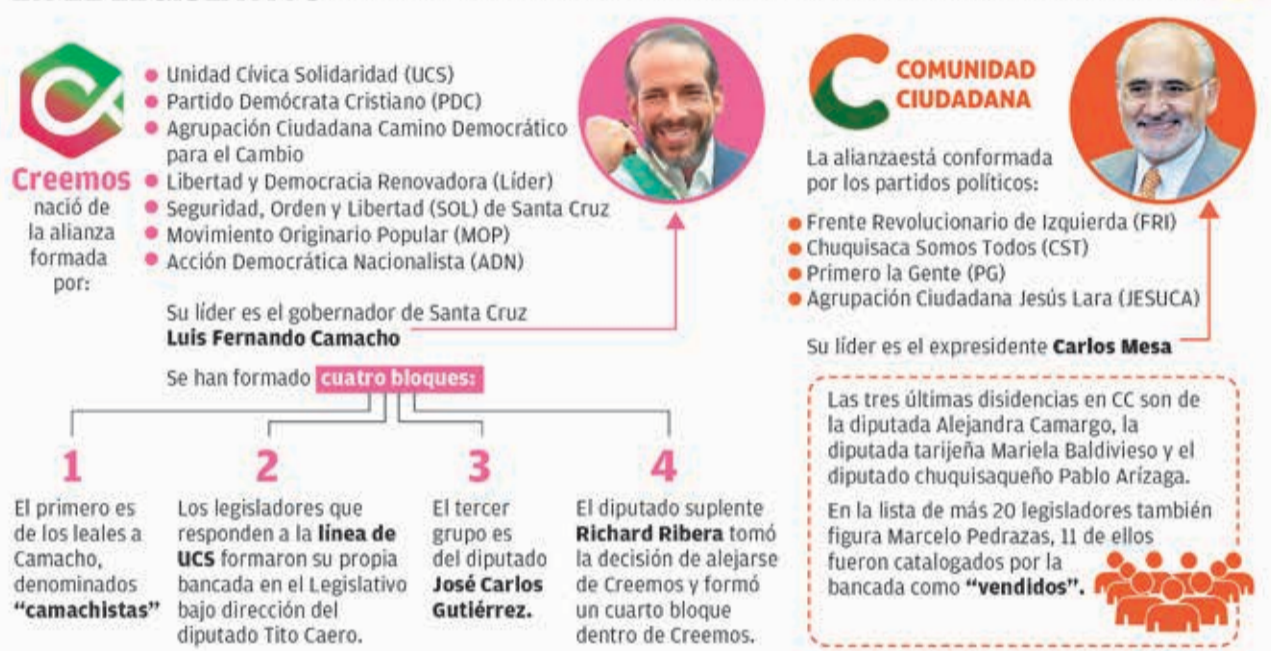 Creemos
nació de
la alianza
formada
por:
Unidad Cívica Solidaridad (UCS)
Partido Demócrata Cristiano (PDC)
Agrupación Ciudadana Camino Democrático
para el Cambio
Libertad y Democracia Renovadora (Líder)
Seguridad, Orden y Libertad (SOL) de Santa Cruz
Movimiento Originario Popular (MOP)
Acción Democrática Nacionalista (ADN)
Su líder es el gobernador de Santa Cruz
Luis Fernando Camacho
Se han formado cuatro bloques:
1
El primero es
de los leales a
Camacho,
denominados
“camachistas”
2
Los legisladores que
responden a la línea de
UCS formaron su propia
bancada en el Legislativo
bajo dirección del
diputado Tito Caero.
3
El tercer
grupo es
del diputado
José Carlos
Gutiérrez.
4
El diputado suplente
Richard Ribera tomó
la decisión de alejarse
de Creemos y formó
un cuarto bloque
dentro de Creemos.
COMUNIDAD
CIUDADANA
La alianzaestá conformada
por los partidos políticos:
Frente Revolucionario de Izquierda (FRI)
Chuquisaca Somos Todos (CST)
Primero la Gente (PG)
Agrupación Ciudadana Jesús Lara (JESUCA)
Su líder es el expresidente Carlos Mesa
Las tres últimas disidencias en CC son de
la diputada Alejandra Camargo, la
diputada tarijeña Mariela Baldivieso y el
diputado chuquisaqueño Pablo Arízaga.
En la lista de más 20 legisladores también
figura Marcelo Pedrazas, 11 de ellos
fueron catalogados por la
bancada como “vendidos”.